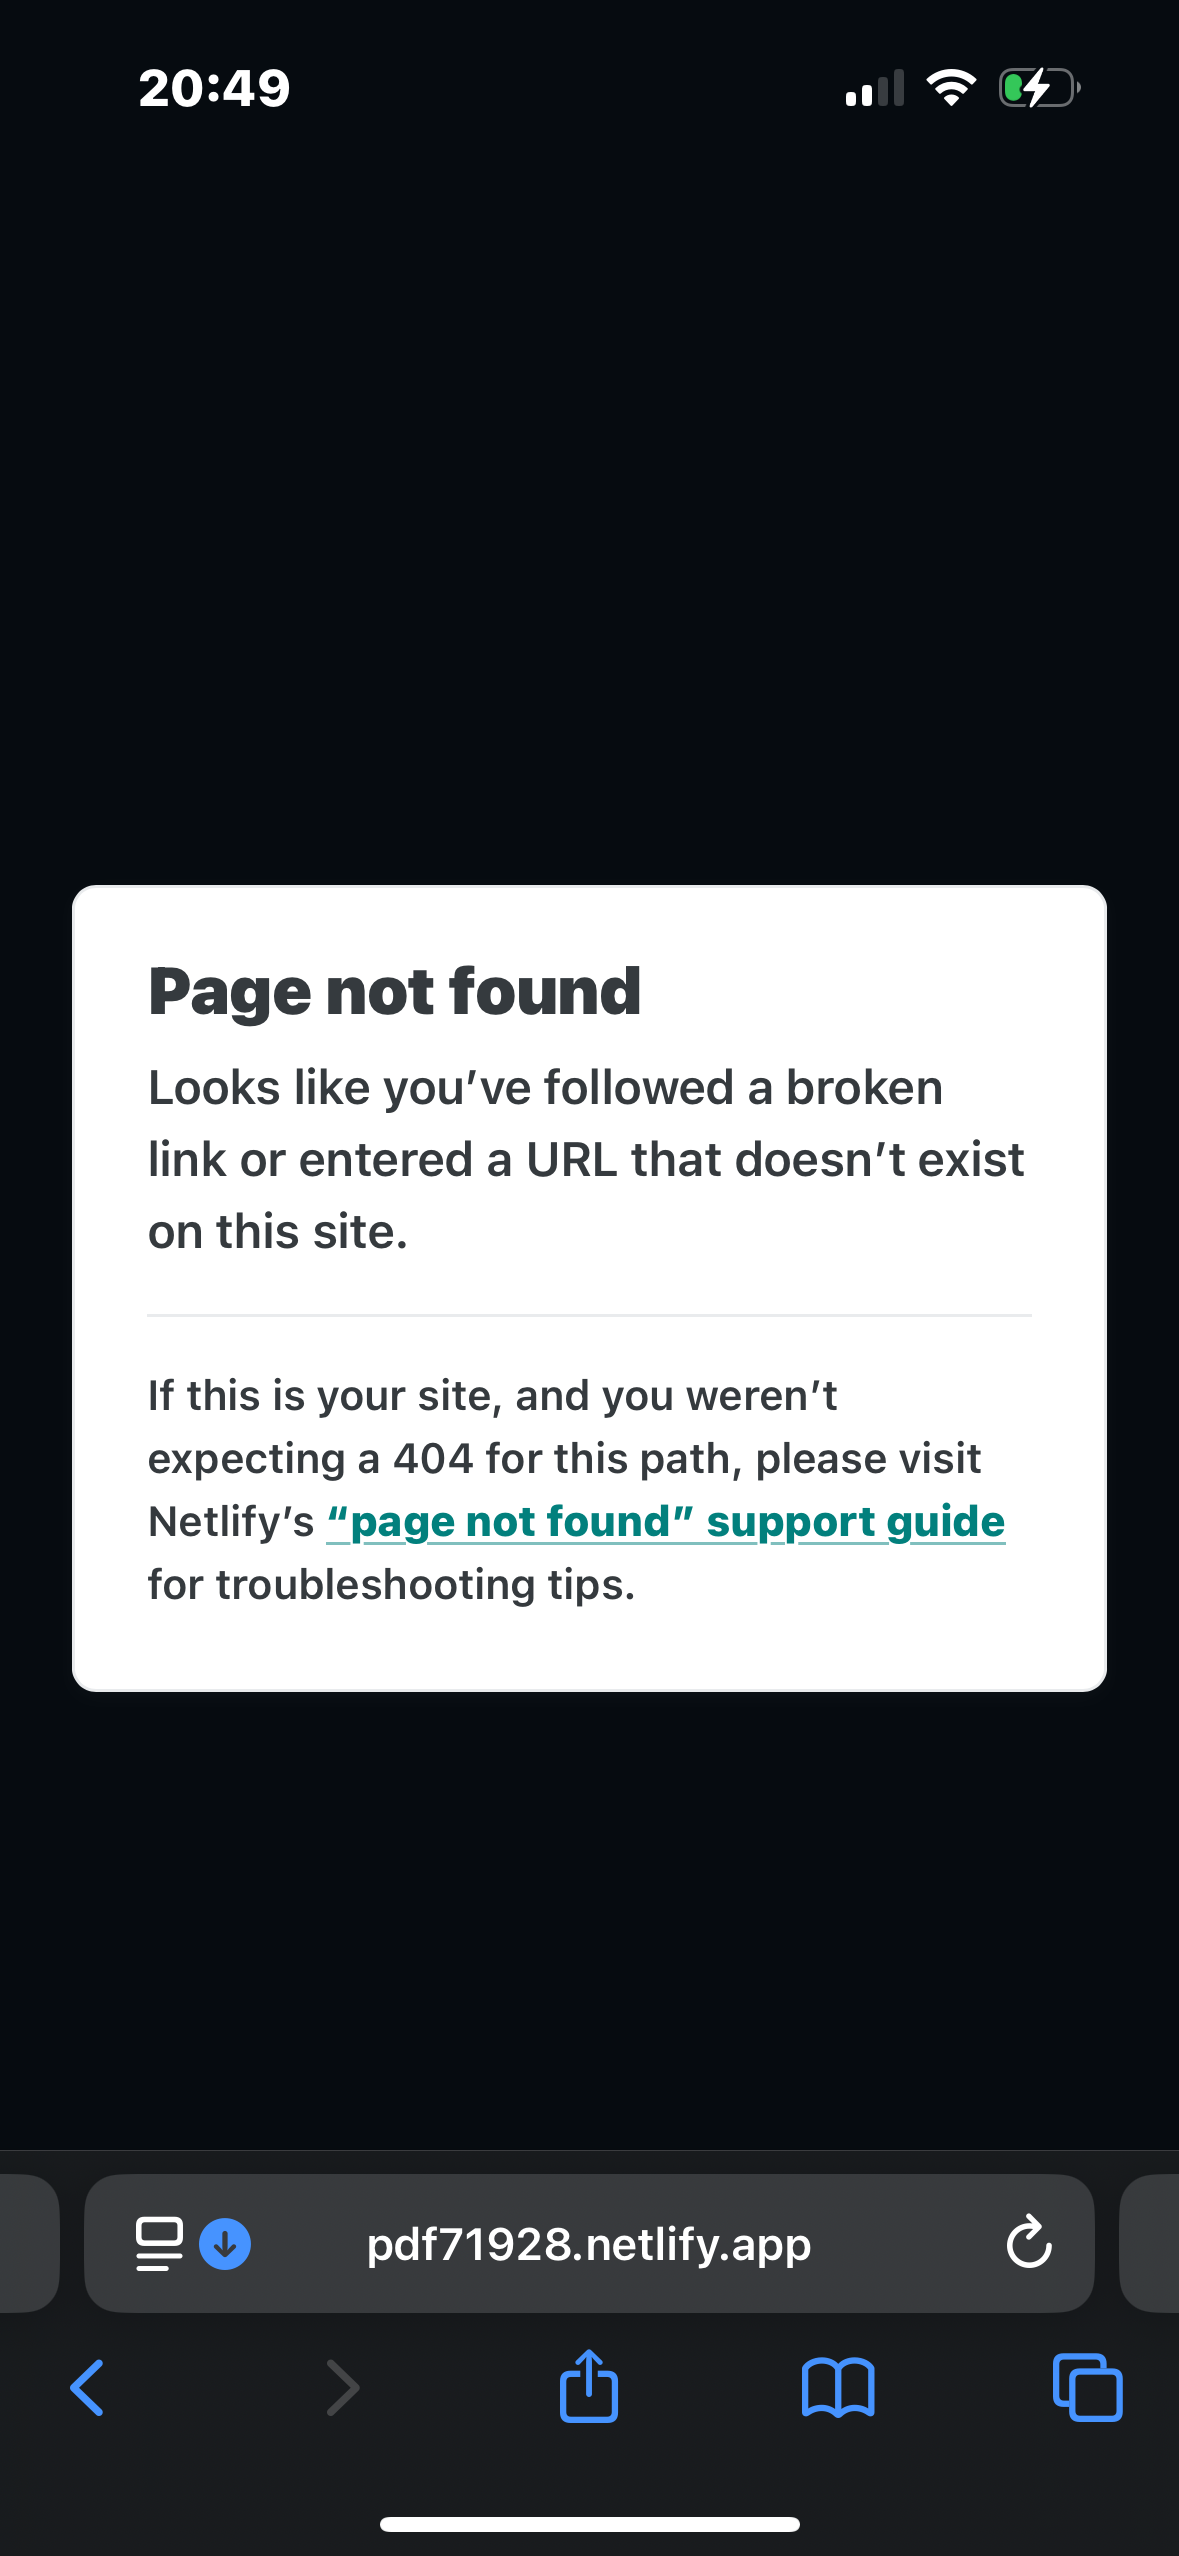 20:49
Page not found
Looks like you’ve followed a broken
link or entered a URL that doesn’t exist
on this site.
If this is your site, and you weren’t
expecting a 404 for this path, please visit
Netlify’s “page not found” support guide
for troubleshooting tips.
pdf71928.netlify.app